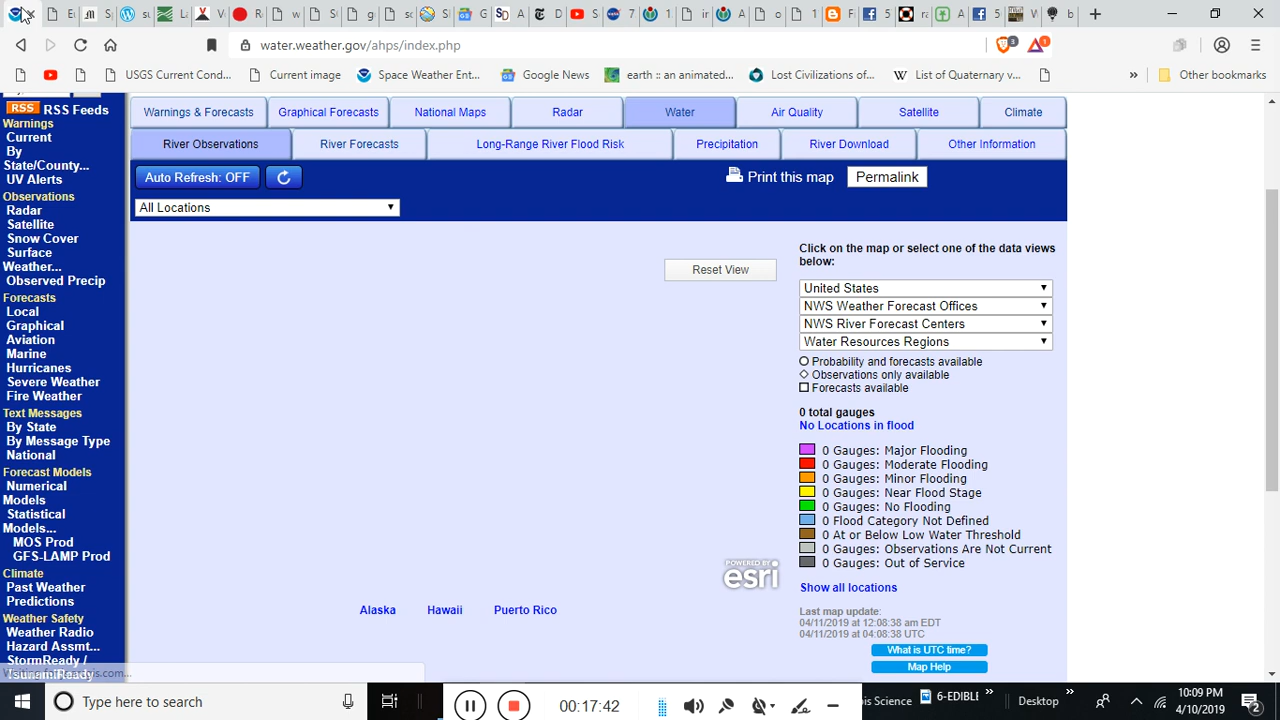 water.weather.gov/ahps/index.php
3
1
USGS Current Cond...
Current image
Space Weather Ent...
Google News
earth :: an animated...
Lost Civilizations of...
List of Quaternary v...
Other bookmarks
RSS RSS Feeds
Warnings
Current
By
State/County...
UV Alerts
Observations
Radar
Satellite
Snow Cover
Surface
Weather...
Observed Precip
Forecasts
Local
Graphical
Aviation
Marine
Hurricanes
Severe Weather
Fire Weather
Text Messages
By State
By Message Type
National
Forecast Models
Numerical
Models
Statistical
Models...
MOS Prod
GFS-LAMP Prod
Climate
Past Weather
Predictions
Weather Safety
Weather Radio
Hazard Assmt...
StormReady /
Warnings & Forecasts
Graphical Forecasts
National Maps
Radar
Water
Air Quality
Satellite
Climate
River Observations
River Forecasts
Long-Range River Flood Risk
Precipitation
River Download
Other Information
Auto Refresh: OFF
Print this map
Permalink
All Locations
Reset View
POWERED BY
esri
Alaska
Hawaii
Puerto Rico
Click on the map or select one of the data views
below:
United States
NWS Weather Forecast Offices
NWS River Forecast Centers
Water Resources Regions
Probability and forecasts available
Observations only available
Forecasts available
0 total gauges
No Locations in flood
0 Gauges: Major Flooding
0 Gauges: Moderate Flooding
0 Gauges: Minor Flooding
0 Gauges: Near Flood Stage
0 Gauges: No Flooding
0 Flood Category Not Defined
0 At or Below Low Water Threshold
0 Gauges: Observations Are Not Current
0 Gauges: Out of Service
Show all locations
Last map update:
04/11/2019 at 12:08:38 am EDT
04/11/2019 at 04:08:38 UTC
What is UTC time?
Map Help
Type here to search
00:17:42
is Science
6-EDIBLE
Desktop
10:09 PM
4/10/2019
2